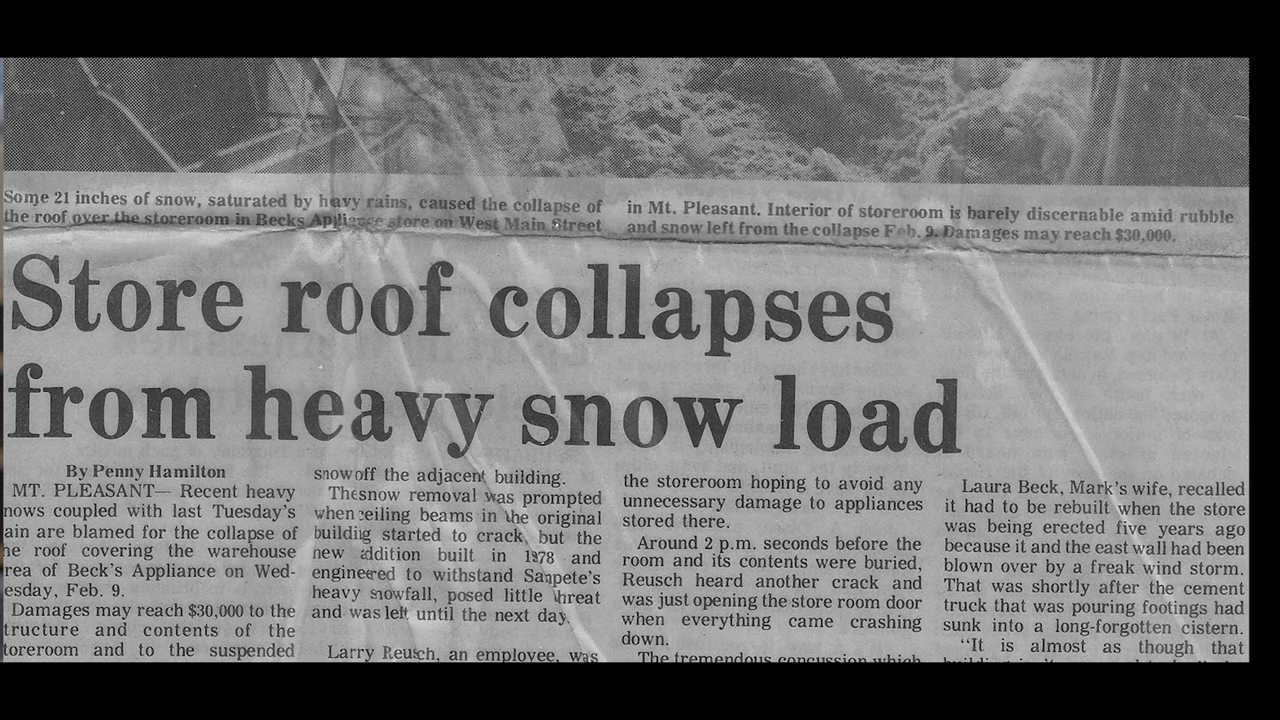 Some 21 inches of snow, saturated by heavy rains, caused the collapse of
the roof over the storeroom in Becks Appliance store on West Main Street
in Mt. Pleasant. Interior of storeroom is barely discernable amid rubble
and snow left from the collapse Feb. 9. Damages may reach $30,000.
Store roof collapses
from heavy snow load
By Penny Hamilton
MT. PLEASANT— Recent heavy
nows coupled with last Tuesday's
ain are blamed for the collapse of
he roof covering the warehouse
rea of Beck's Appliance on Wed-
esday, Feb. 9.
Damages may reach $30,000 to the
tructure and contents of the
toreroom and to the suspended
snow off the adjacent building.
The snow removal was prompted
when ceiling beams in the original
building started to crack, but the
new addition built in 1978 and
engineered to withstand Sanpete's
heavy snowfall, posed little threat
and was left until the next day.
Larry Reusch, an employee, was
the storeroom hoping to avoid any
unnecessary damage to appliances
stored there.
Around 2 p.m. seconds before the
room and its contents were buried,
Reusch heard another crack and
was just opening the store room door
when everything came crashing
down.
The tremendous concussion which
Laura Beck, Mark's wife, recalled
it had to be rebuilt when the store
was being erected five years ago
because it and the east wall had been
blown over by a freak wind storm.
That was shortly after the cement
truck that was pouring footings had
sunk into a long-forgotten cistern.
"It is almost as though that